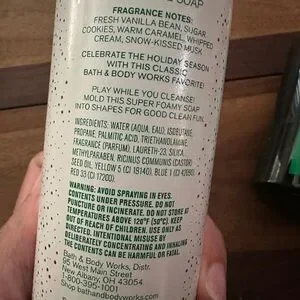 SOAP
FRAGRANCE NOTES:
FRESH VANILLA BEAN, SUGAR
COOKIES, WARM CARAMEL, WHIPPED
CREAM, SNOW-KISSED MUSK
CELEBRATE THE HOLIDAY SEASON
WITH THIS CLASSIC
BATH & BODY WORKS FAVORITE!
PLAY WHILE YOU CLEANSE!
MOLD THIS SUPER FOAMY SOAP
INTO SHAPES FOR GOOD CLEAN FUN.
INGREDIENTS: WATER (AQUA, EAU), ISOBUTANE,
PROPANE, PALMITIC ACID, TRIETHANOLAMINE,
FRAGRANCE (PARFUM), LAURETH-23, SILICA,
METHYLPARABEN, RICINUS COMMUNIS (CASTOR)
SEED OIL, YELLOW 5 (CI 19140), BLUE 1 (CI 42090),
RED 33 (CI 17200).
WARNING: AVOID SPRAYING IN EYES.
CONTENTS UNDER PRESSURE. DO NOT
PUNCTURE OR INCINERATE. DO NOT STORE AT
TEMPERATURES ABOVE 120°F (50°C). KEEP
OUT OF REACH OF CHILDREN. USE ONLY AS
DIRECTED. INTENTIONAL MISUSE BY
DELIBERATELY CONCENTRATING AND INHALING
THE CONTENTS CAN BE HARMFUL OR FATAL.
Bath & Body Works, Distr.
95 West Main Street
New Albany, OH 43054
1-800-395-1001
Shop bathandbodyworks.com